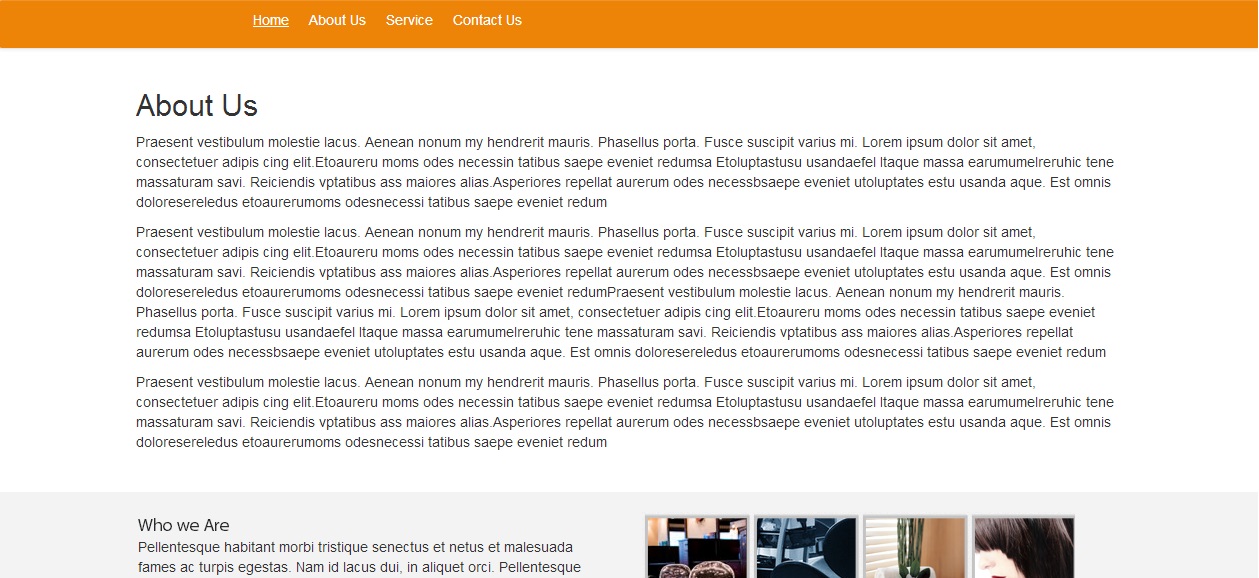 Home About Us Service Contact Us
About Us
Praesent vestibulum molestie lacus. Aenean nonum my hendrerit mauris. Phasellus porta. Fusce suscipit varius mi. Lorem ipsum dolor sit amet,
consectetuer adipis cing elit.Etoaureru moms odes necessin tatibus saepe eveniet redumsa Etoluptastusu usandaefel ltaque massa earumumelreruhic tene
massaturam savi. Reiciendis vptatibus ass maiores alias.Asperiores repellat aurerum odes necessbsaepe eveniet utoluptates estu usanda aque. Est omnis
doloresereledus etoaurerumoms odesnecessi tatibus saepe eveniet redum
Praesent vestibulum molestie lacus. Aenean nonum my hendrerit mauris. Phasellus porta. Fusce suscipit varius mi. Lorem ipsum dolor sit amet,
consectetuer adipis cing elit.Etoaureru moms odes necessin tatibus saepe eveniet redumsa Etoluptastusu usandaefel ltaque massa earumumelreruhic tene
massaturam savi. Reiciendis vptatibus ass maiores alias.Asperiores repellat aurerum odes necessbsaepe eveniet utoluptates estu usanda aque. Est omnis
doloresereledus etoaurerumoms odesnecessi tatibus saepe eveniet redumPraesent vestibulum molestie lacus. Aenean nonum my hendrerit mauris.
Phasellus porta. Fusce suscipit varius mi. Lorem ipsum dolor sit amet, consectetuer adipis cing elit.Etoaureru moms odes necessin tatibus saepe eveniet
redumsa Etoluptastusu usandaefel ltaque massa earumumelreruhic tene massaturam savi. Reiciendis vptatibus ass maiores alias.Asperiores repellat
aurerum odes necessbsaepe eveniet utoluptates estu usanda aque. Est omnis doloresereledus etoaurerumoms odesnecessi tatibus saepe eveniet redum
Praesent vestibulum molestie lacus. Aenean nonum my hendrerit mauris. Phasellus porta. Fusce suscipit varius mi. Lorem ipsum dolor sit amet,
consectetuer adipis cing elit.Etoaureru moms odes necessin tatibus saepe eveniet redumsa Etoluptastusu usandaefel ltaque massa earumumelreruhic tene
massaturam savi. Reiciendis vptatibus ass maiores alias.Asperiores repellat aurerum odes necessbsaepe eveniet utoluptates estu usanda aque. Est omnis
doloresereledus etoaurerumoms odesnecessi tatibus saepe eveniet redum
Who we Are
Pellentesque habitant morbi tristique senectus et netus et malesuada
fames ac turpis egestas. Nam id lacus dui, in aliquet orci. Pellentesque